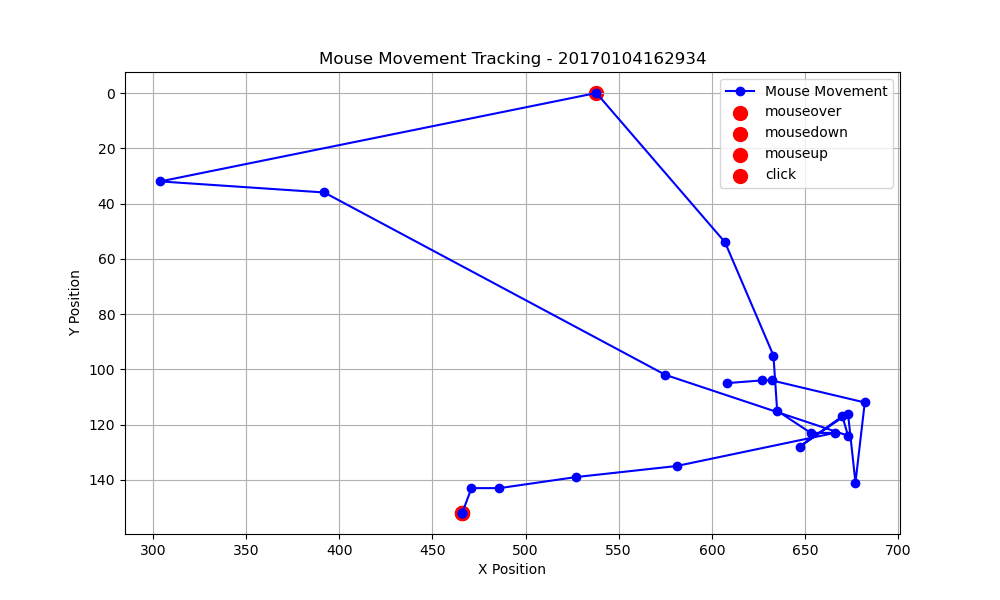 Mouse Movement Tracking - 20170104162934
Mouse Movement
mouseover
mousedown
mouseup
click
Y Position
0
20
40
60
80
100
120
140
300 350 400 450 500 550 600 650 700
X Position